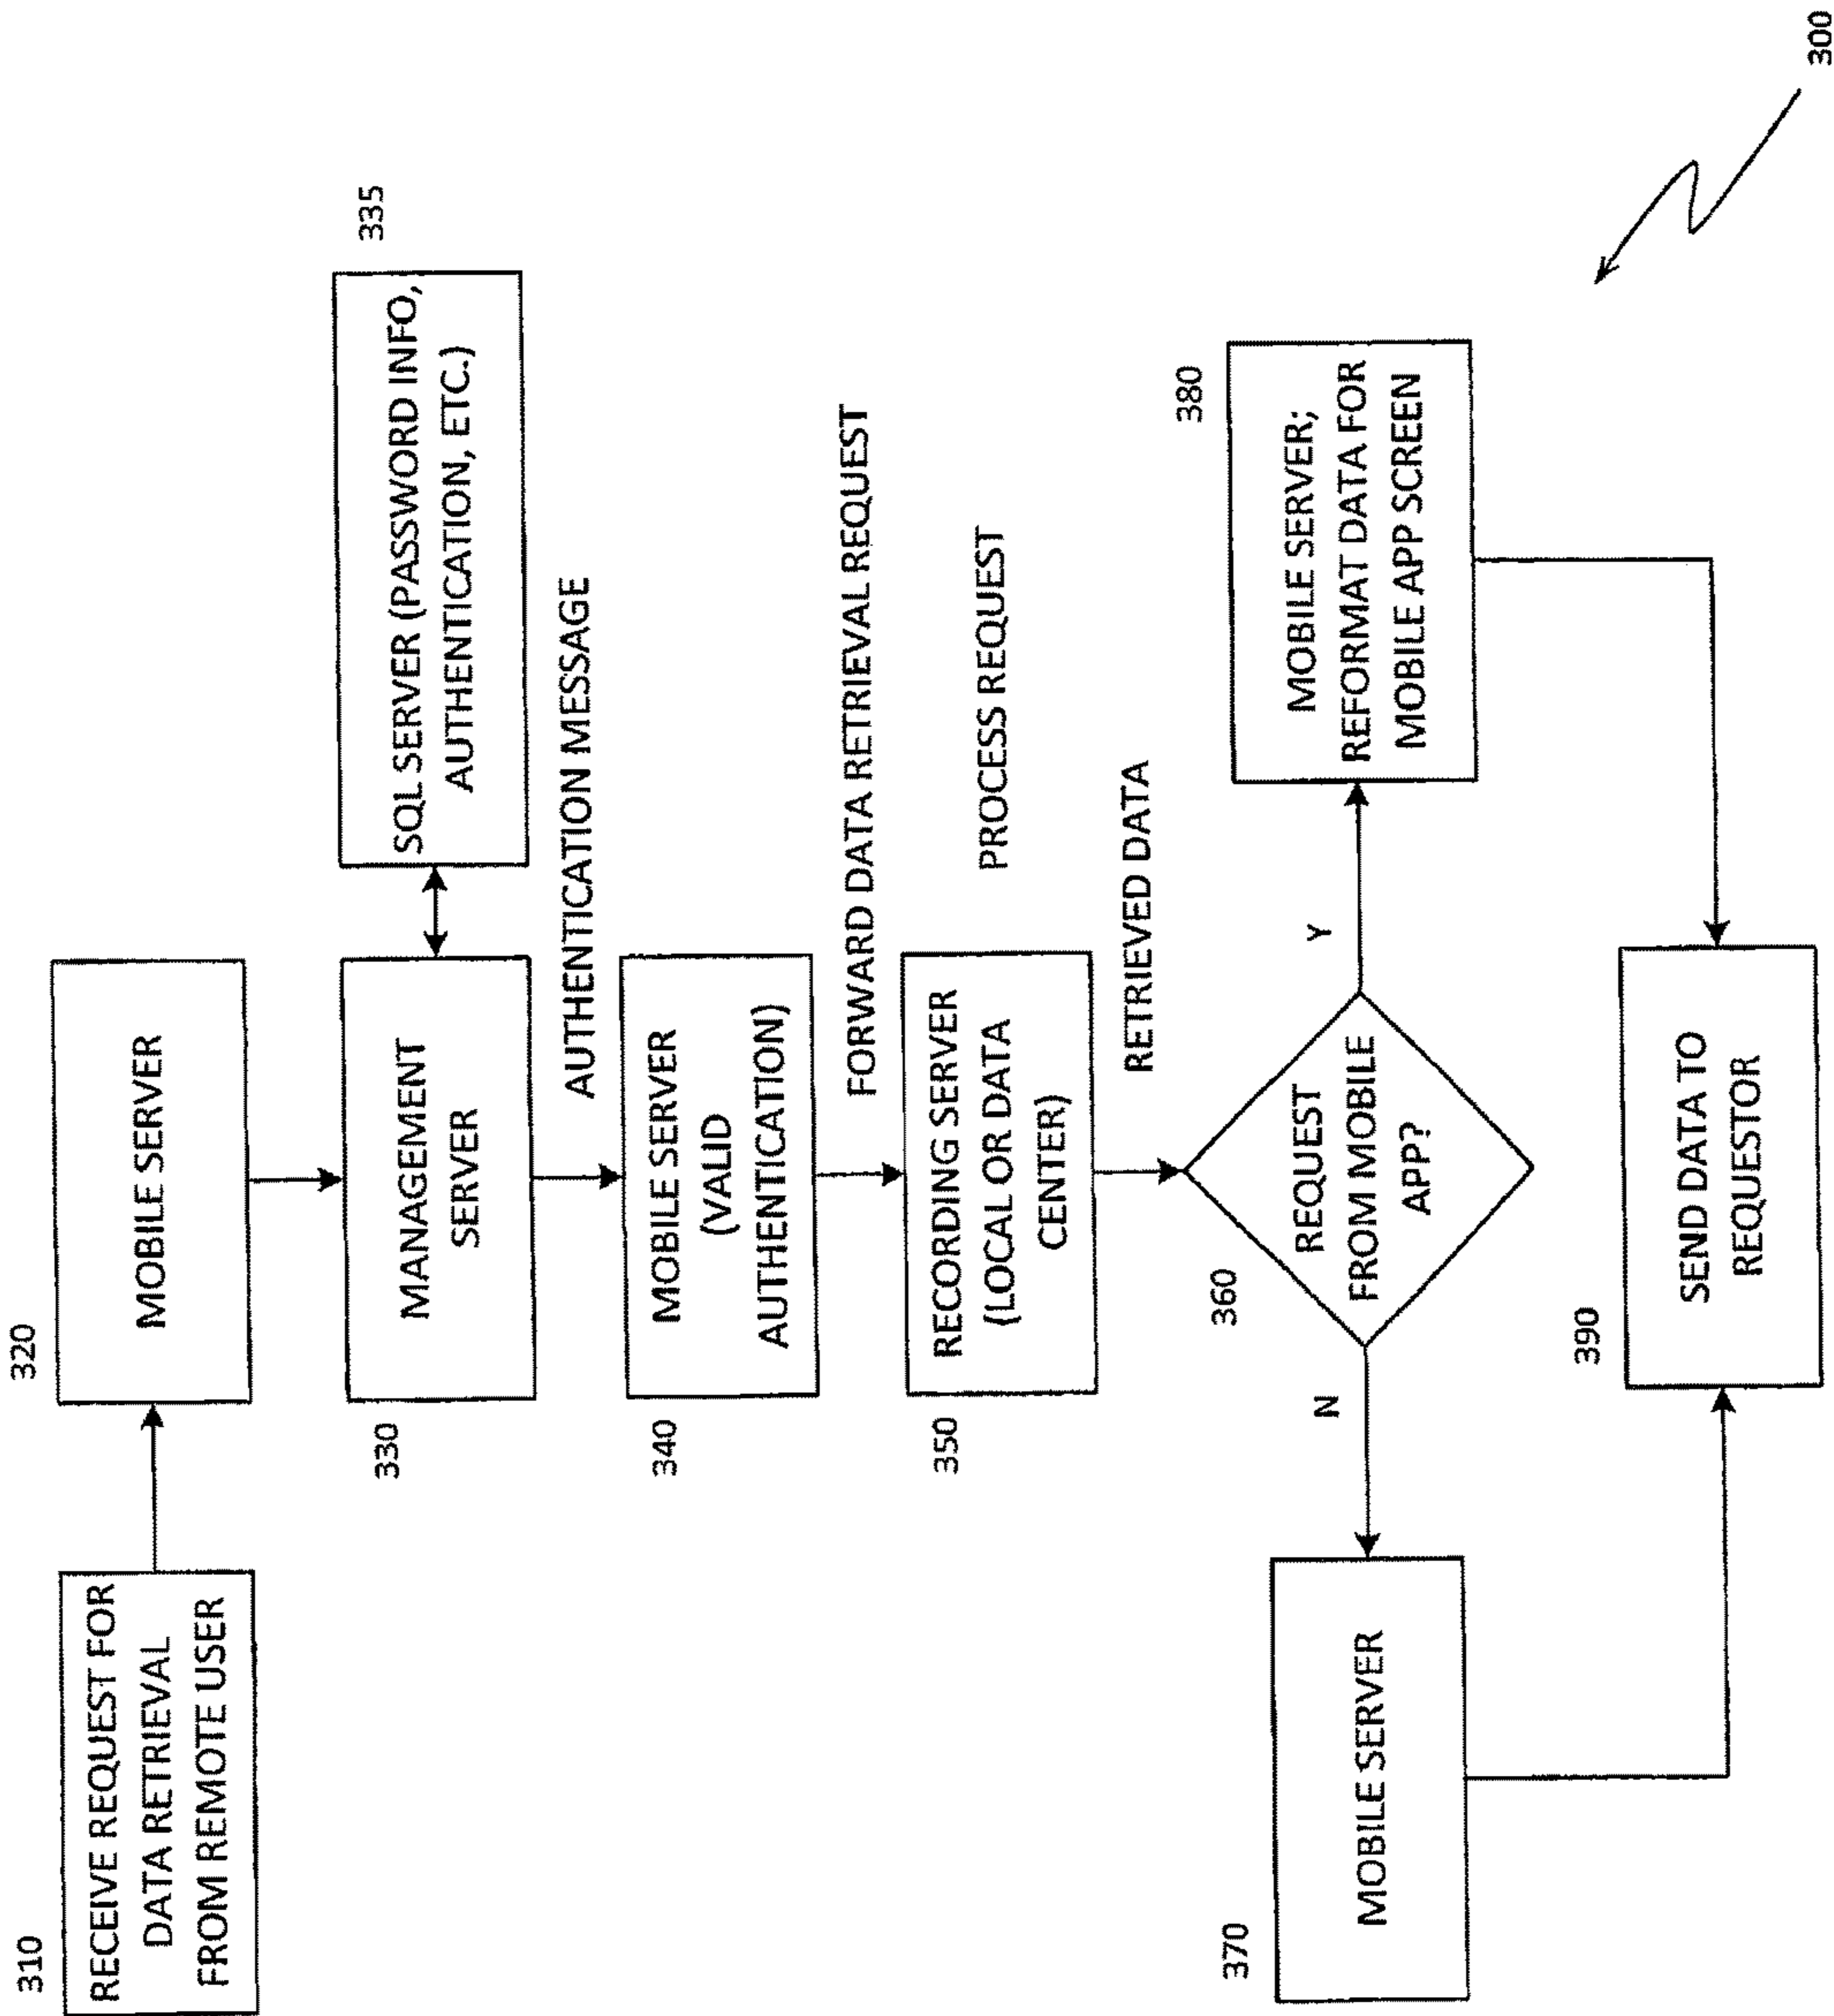 310
RECEIVE REQUEST FOR
DATA RETRIEVAL
FROM REMOTE USER
320
MOBILE SERVER
330
MANAGEMENT
SERVER
335
SQL SERVER (PASSWORD INFO,
AUTHENTICATION, ETC.)
AUTHENTICATION MESSAGE
340
MOBILE SERVER
(VALID
AUTHENTICATION)
FORWARD DATA RETRIEVAL REQUEST
350
RECORDING SERVER
(LOCAL OR DATA
CENTER)
PROCESS REQUEST
RETRIEVED DATA
360
REQUEST
FROM MOBILE
APP?
N
Y
370
MOBILE SERVER
380
MOBILE SERVER;
REFORMAT DATA FOR
MOBILE APP SCREEN
390
SEND DATA TO
REQUESTOR
300